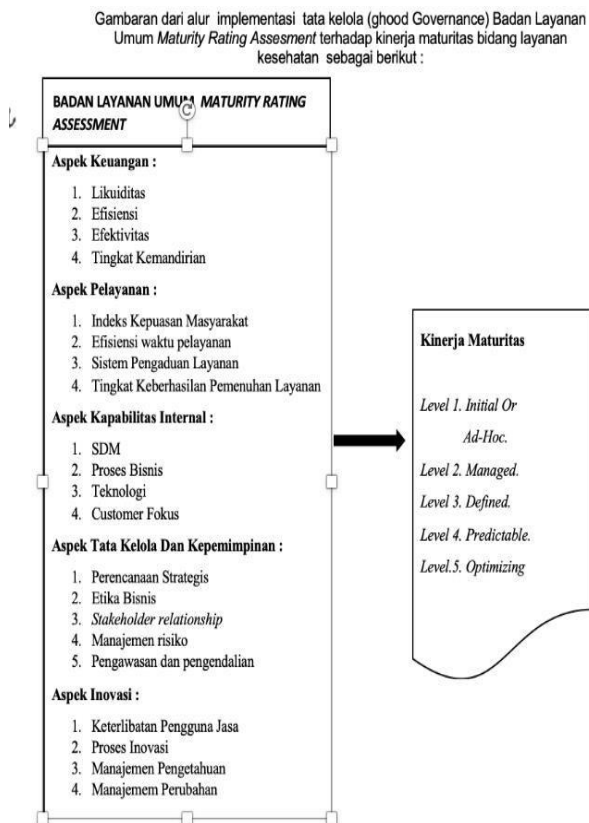 Gambaran dari alur implementasi tata kelola (ghood Governance) Badan Layanan
Umum Maturity Rating Assesment terhadap kinerja maturitas bidang layanan
kesehatan sebagai berikut :
BADAN LAYANAN UMUM MATURITY RATING
ASSESSMENT
Aspek Keuangan :
1. Likuiditas
2. Efisiensi
3. Efektivitas
4. Tingkat Kemandirian
Aspek Pelayanan :
1. Indeks Kepuasan Masyarakat
2. Efisiensi waktu pelayanan
3. Sistem Pengaduan Layanan
4. Tingkat Keberhasilan Pemenuhan Layanan
Aspek Kapabilitas Internal :
1. SDM
2. Proses Bisnis
3. Teknologi
4. Customer Fokus
Aspek Tata Kelola Dan Kepemimpinan :
1. Perencanaan Strategis
2. Etika Bisnis
3. Stakeholder relationship
4. Manajemen risiko
5. Pengawasan dan pengendalian
Aspek Inovasi :
1. Keterlibatan Pengguna Jasa
2. Proses Inovasi
3. Manajemen Pengetahuan
4. Manajemem Perubahan
Kinerja Maturitas
Level 1. Initial Or
Ad-Hoc.
Level 2. Managed.
Level 3. Defined.
Level 4. Predictable.
Level.5. Optimizing